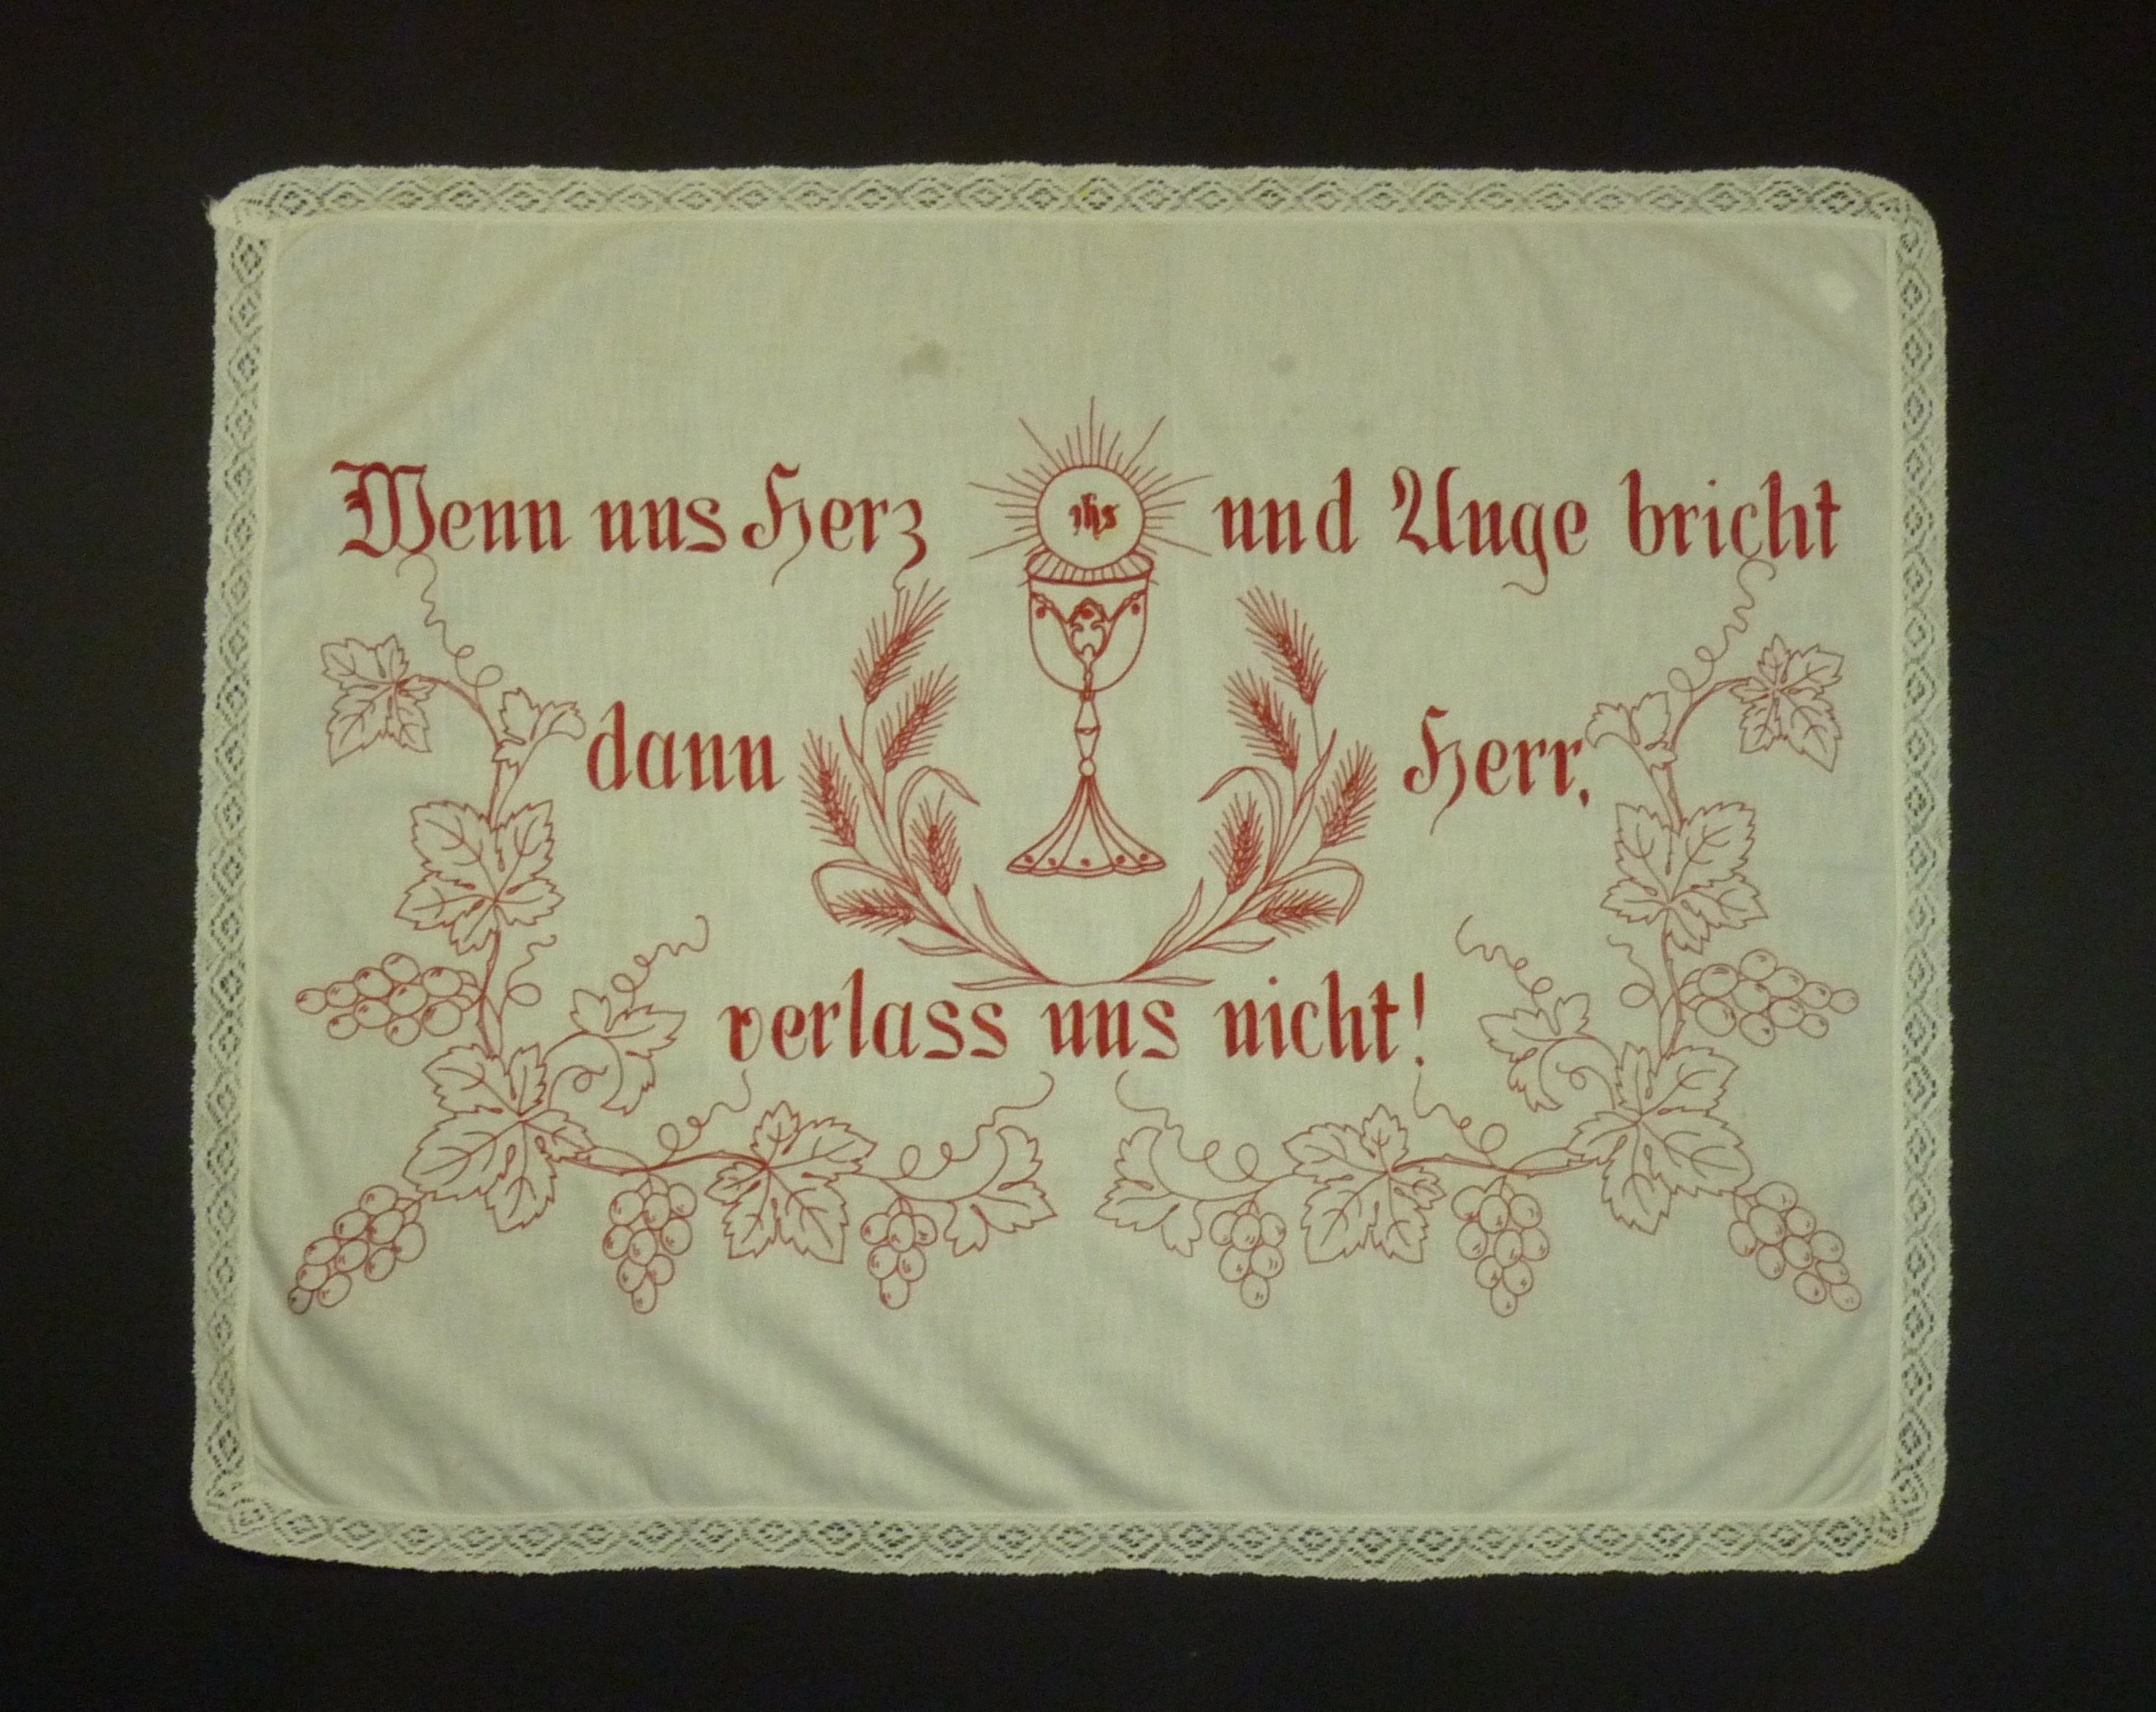 Wenn uns Herz ihs und Auge bricht
dann Herr,
verlass uns nicht!